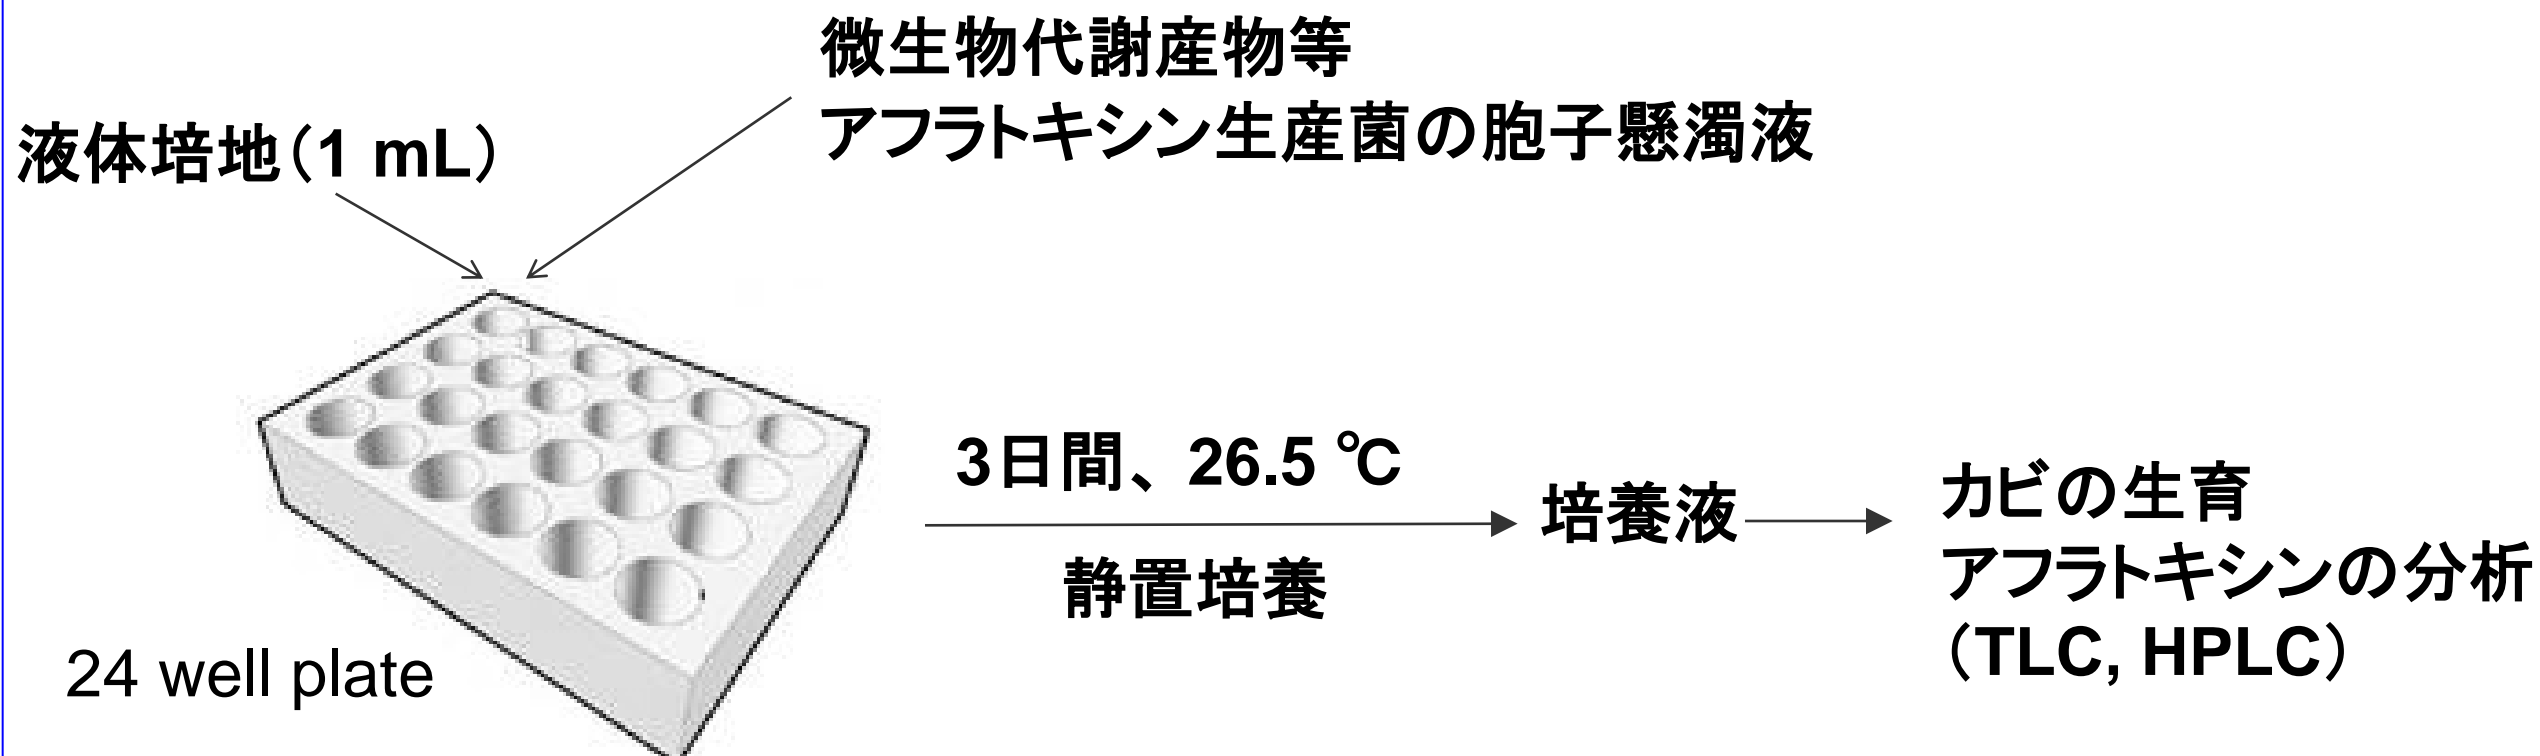 微生物代謝産物等
アフラトキシン生産菌の胞子懸濁液
液体培地（1 mL）
24 well plate
3日間、26.5 ℃
静置培養
培養液
カビの生育
アフラトキシンの分析
（TLC, HPLC）